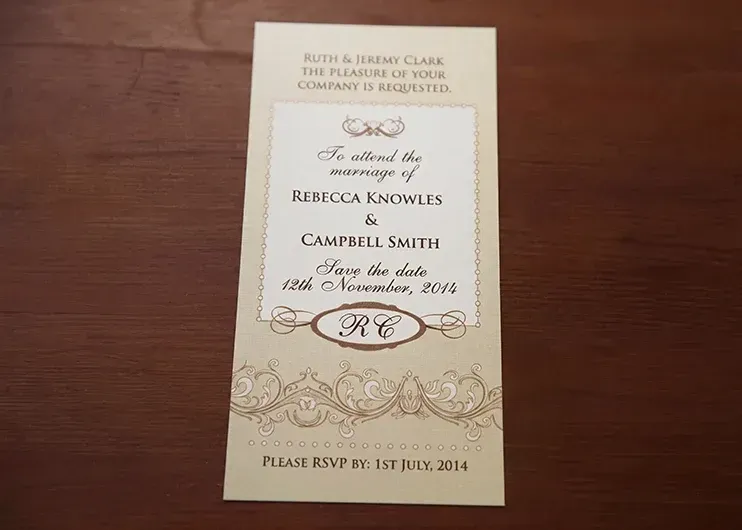 RUTH & JEREMY CLARK
THE PLEASURE OF YOUR
COMPANY IS REQUESTED.
To attend the
marriage of
REBECCA KNOWLES
&
CAMPBELL SMITH
Save the date
12th November, 2014
RC
PLEASE RSVP BY: 1ST JULY, 2014